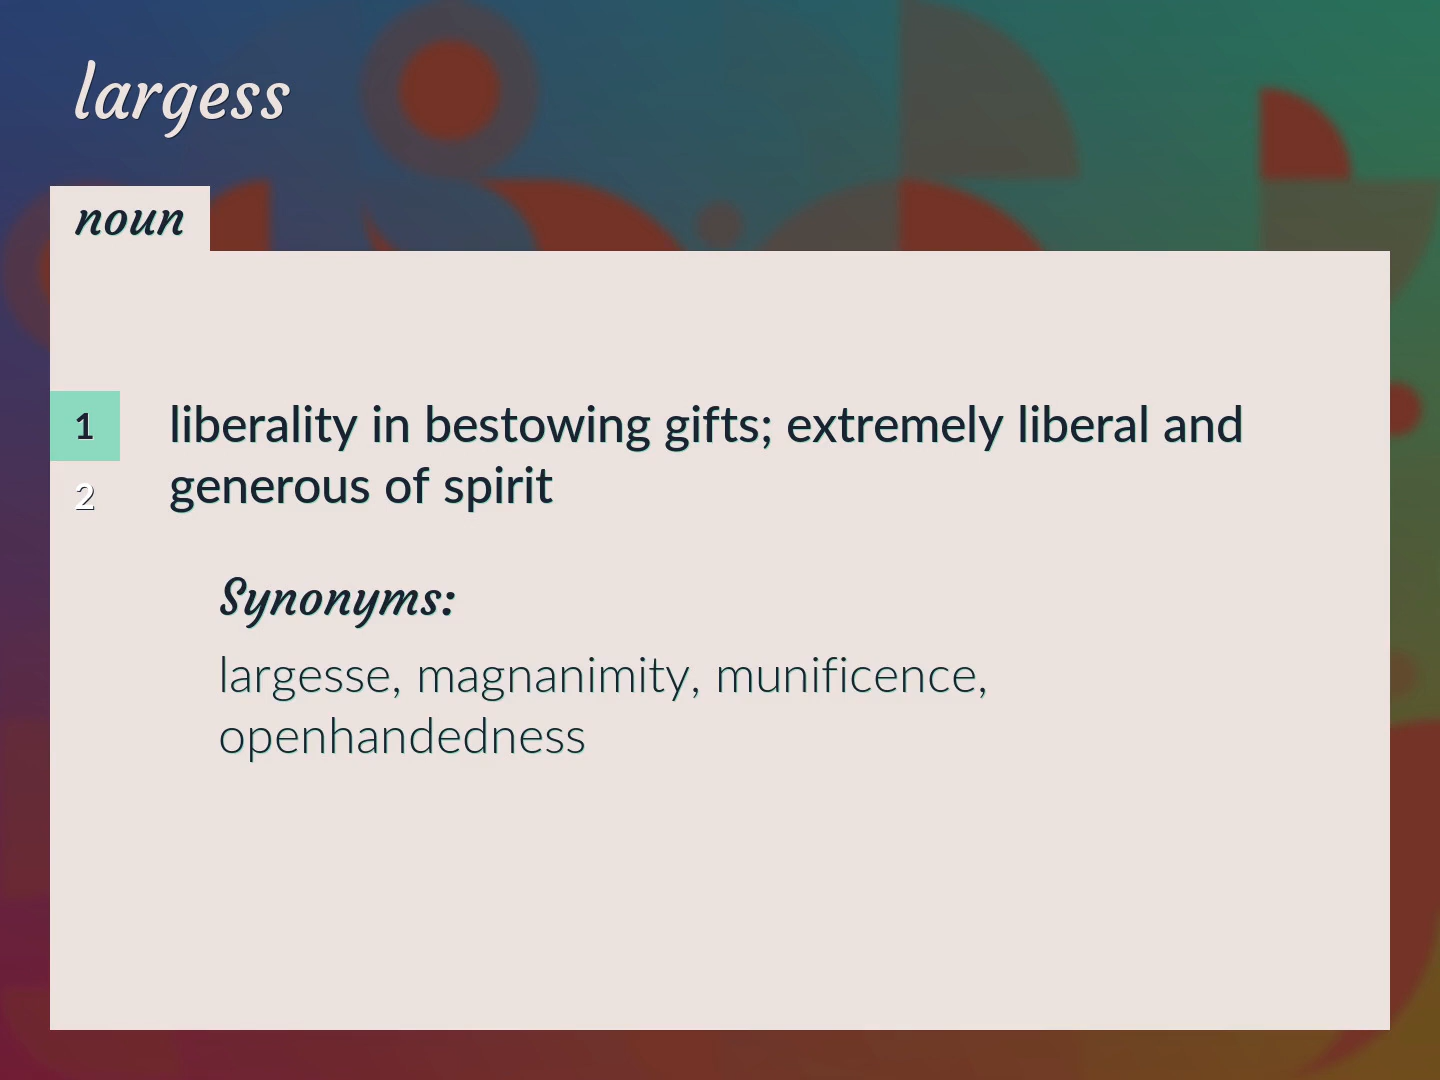 largess
noun
1
liberality in bestowing gifts; extremely liberal and
2
generous of spirit
Synonyms:
largesse, magnanimity, munificence,
openhandedness